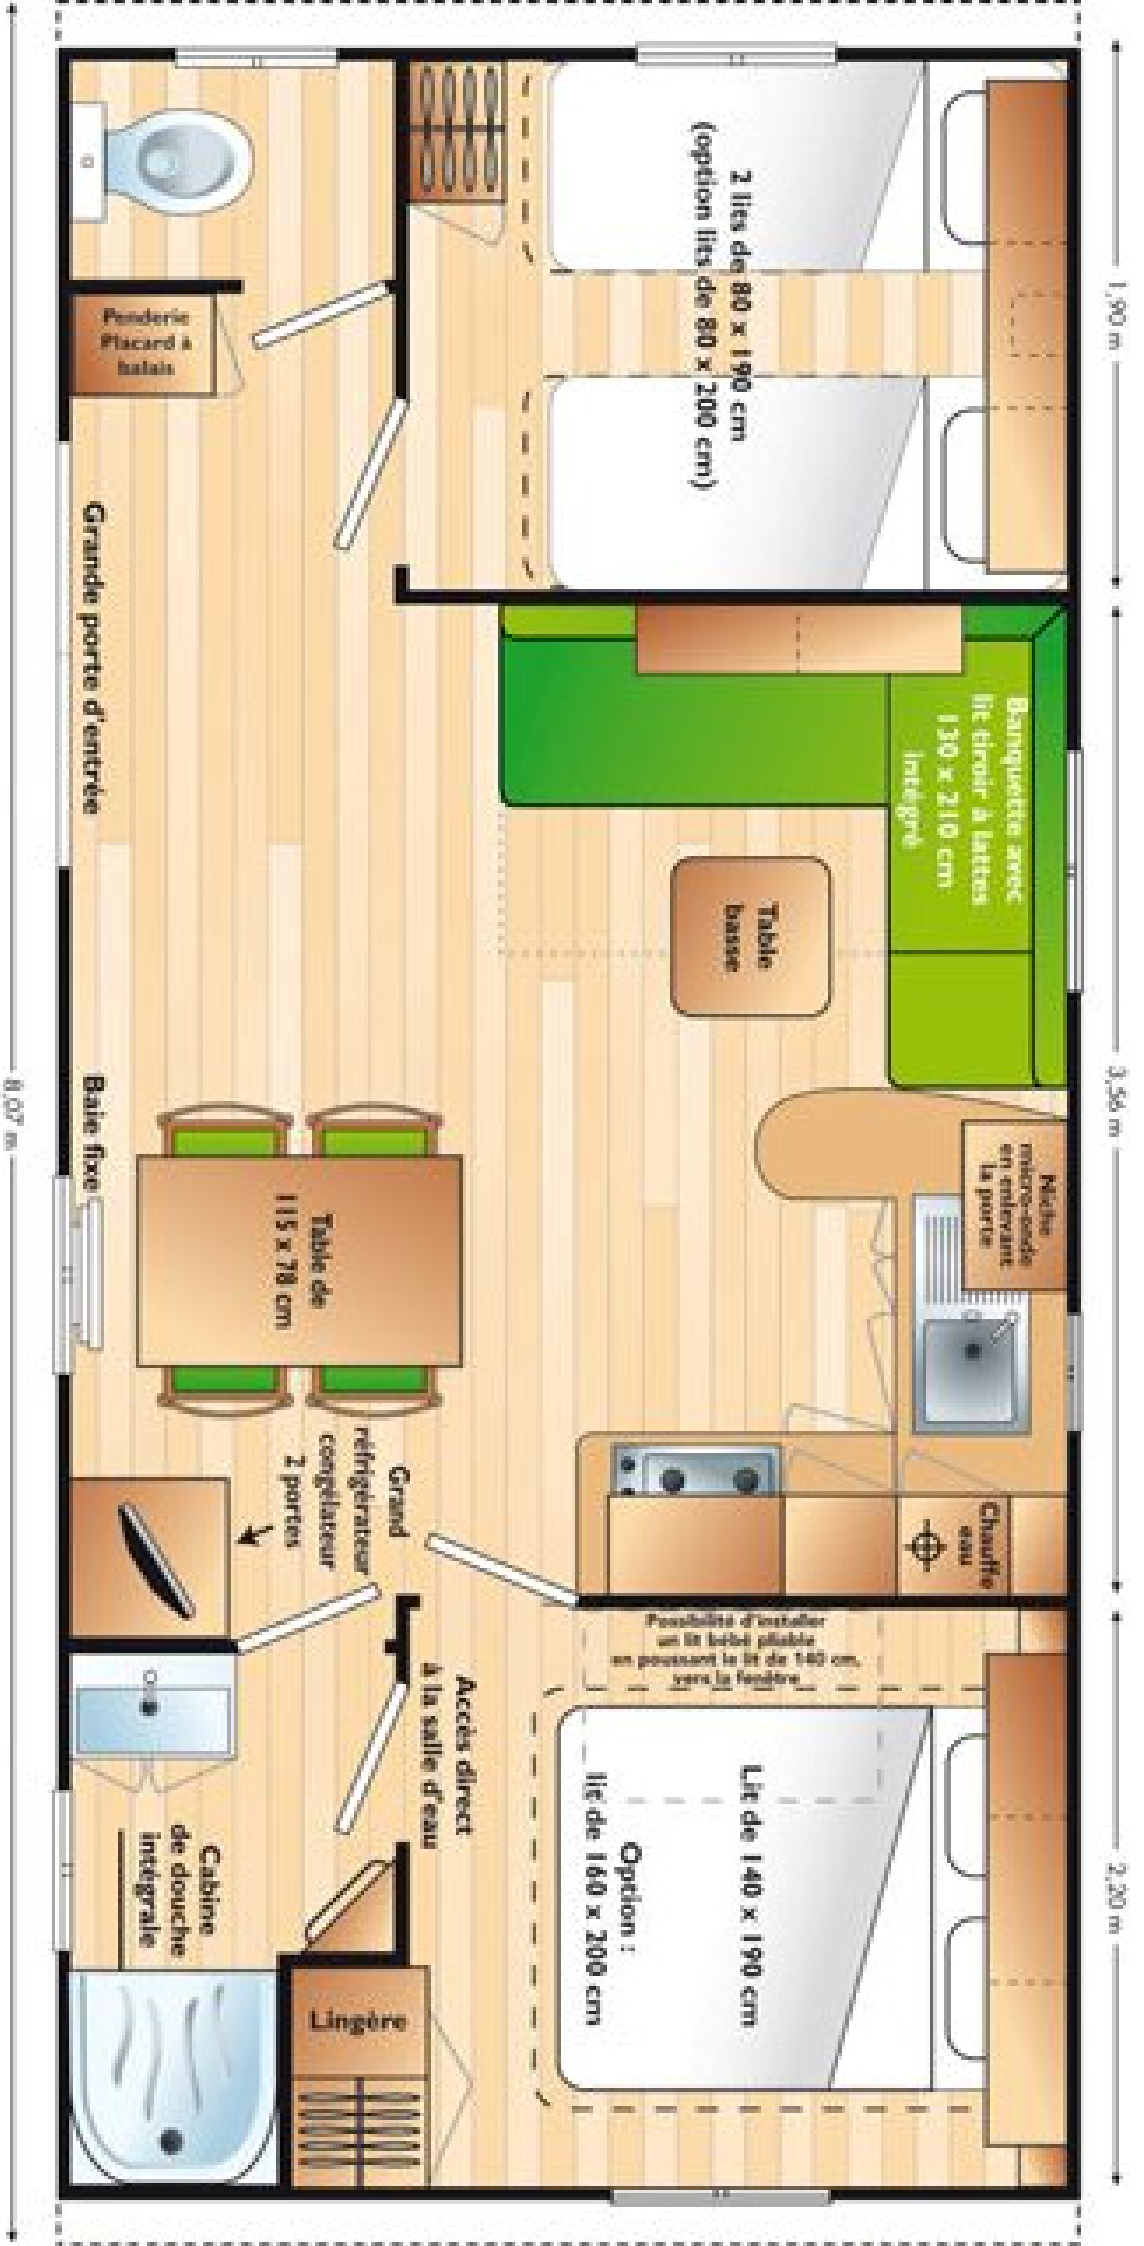 1,90 m
2 lits de 80 x 190 cm
(option lits de 80 x 200 cm)
Penderie
Placard à
balais
Grande porte d'entrée
Banquette avec
lit tiroir à lattes
130 x 210 cm
intégré
Table
basse
8,07 m
3,56 m
Baie fixe
Niche
micro-onde
en enlevant
la porte
Table de
115 x 78 cm
Grand
réfrigérateur
congélateur
2 portes
Chauffe
eau
Possibilité d'installer
un lit bébé pliable
en poussant le lit de 140 cm.
vers la fenêtre
Accès direct
à la salle d'eau
Lit de 140 x 190 cm
Option :
lit de 160 x 200 cm
2,20 m
Cabine
de douche
intégrale
Lingère